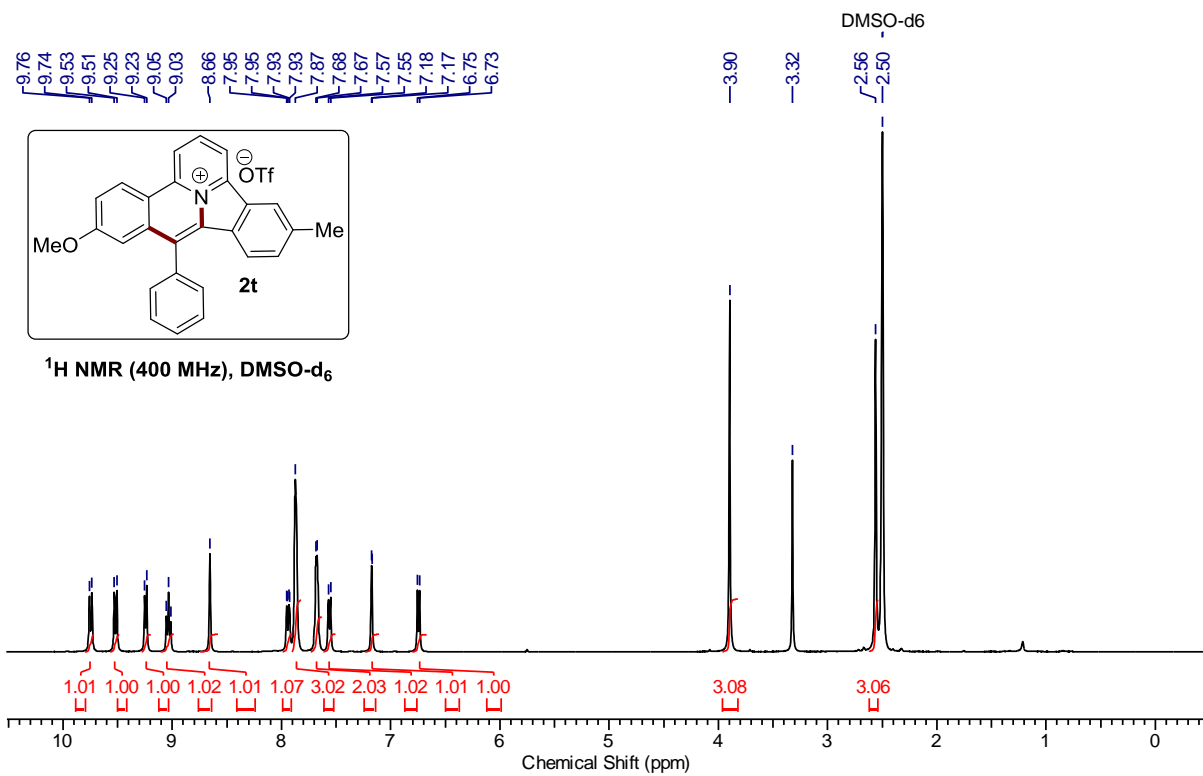 DMSO-d6
9.76 9.74 9.53 9.51 9.25 9.23 9.05 9.03 8.66 7.95 7.95 7.93 7.93 7.87 7.68 7.67 7.57 7.55 7.18 7.17 6.75 6.73 3.90 3.32 2.56 2.50
⊖
OTf
⊕
N
Me
MeO
2t
¹H NMR (400 MHz), DMSO-d₆
1.01 1.00 1.00 1.02 1.01 1.07 3.02 2.03 1.02 1.01 1.00 3.08 3.06
10 9 8 7 6 5 4 3 2 1 0
Chemical Shift (ppm)